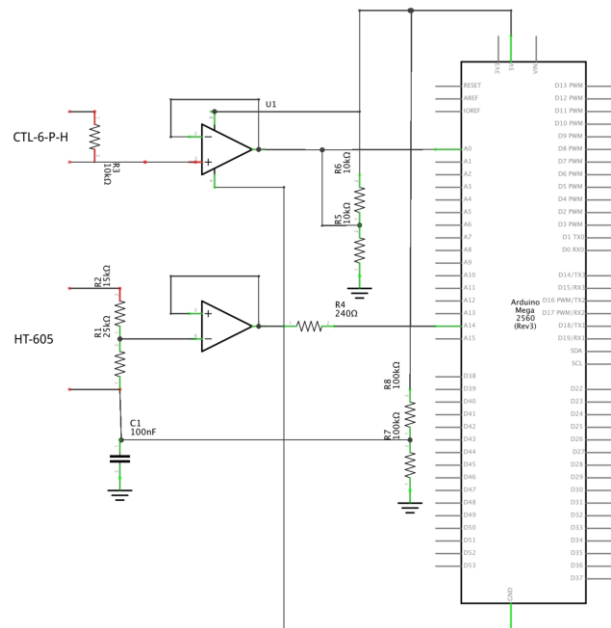 U1
CTL-6-P-H
R3
10kΩ
R6
10kΩ
R5
10kΩ
R2
15kΩ
R1
25kΩ
HT-605
R4
240Ω
C1
100nF
R8
100kΩ
R7
100kΩ
3V3
5V
VIN
RESET
AREF
IOREF
A0
A1
A2
A3
A4
A5
A6
A7
A8
A9
A10
A11
A12
A13
A14
A15
D38
D39
D40
D41
D42
D43
D44
D45
D46
D47
D48
D49
D50
D51
D52
D53
Arduino
Mega
2560
(Rev3)
D13 PWM
D12 PWM
D11 PWM
D10 PWM
D9 PWM
D8 PWM
D7 PWM
D6 PWM
D5 PWM
D4 PWM
D3 PWM
D2 PWM
D1 TX0
D0 RX0
D14/TX3
D15/RX3
D16 PWM/TX2
D17 PWM/RX2
D18/TX1
D19/RX1
SDA
SCL
D22
D23
D24
D25
D26
D27
D28
D29
D30
D31
D32
D33
D34
D35
D36
D37
GND